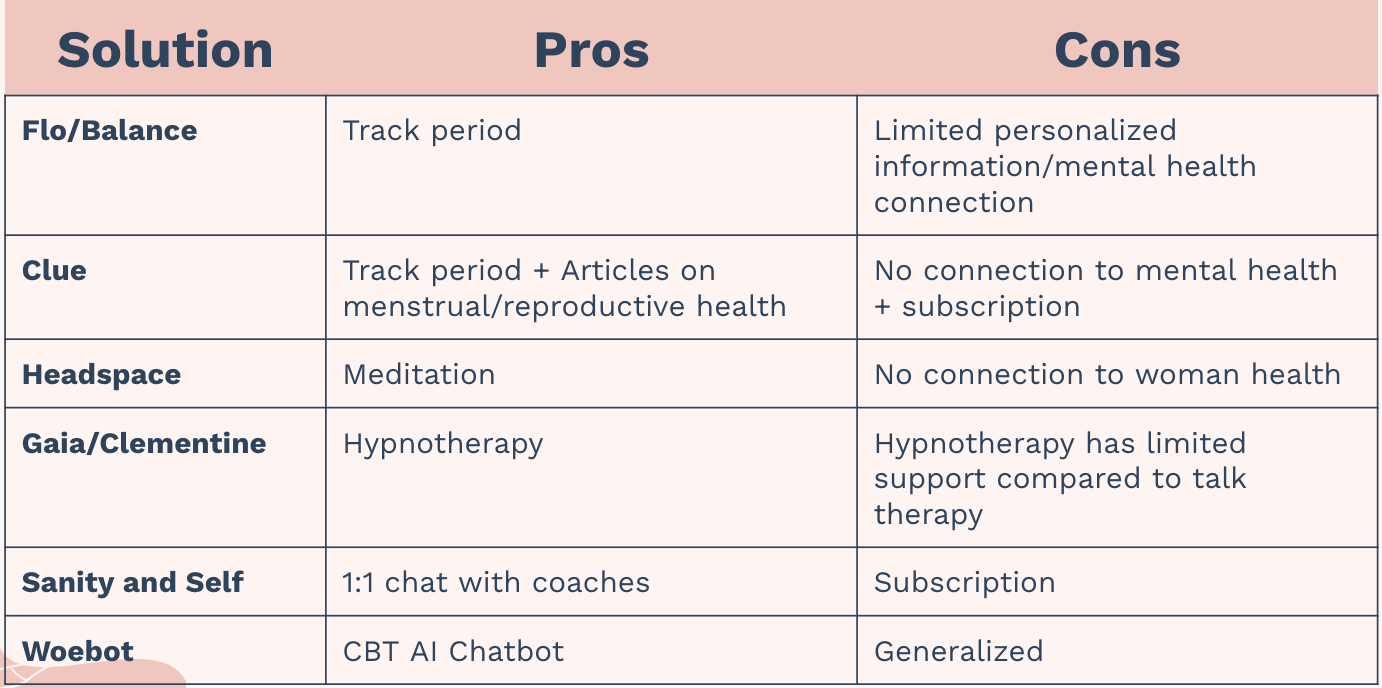 Solution Pros Cons
Flo/Balance Track period Limited personalized
information/mental health
connection
Clue Track period + Articles on No connection to mental health
menstrual/reproductive health + subscription
Headspace Meditation No connection to woman health
Gaia/Clementine Hypnotherapy Hypnotherapy has limited
support compared to talk
therapy
Sanity and Self 1:1 chat with coaches Subscription
Woebot CBT AI Chatbot Generalized